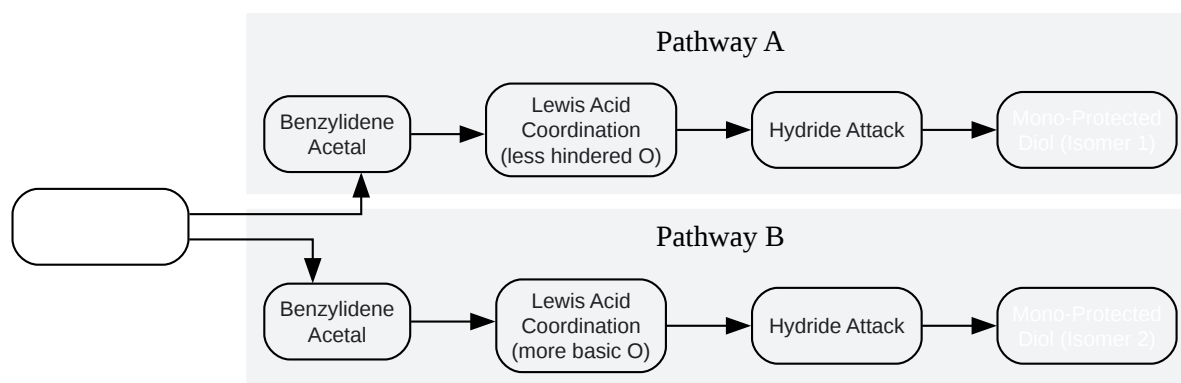 Pathway A
Benzylidene
Acetal
Lewis Acid
Coordination
(less hindered O)
Hydride Attack
Mono-Protected
Diol (Isomer 1)
Pathway B
Benzylidene
Acetal
Lewis Acid
Coordination
(more basic O)
Hydride Attack
Mono-Protected
Diol (Isomer 2)